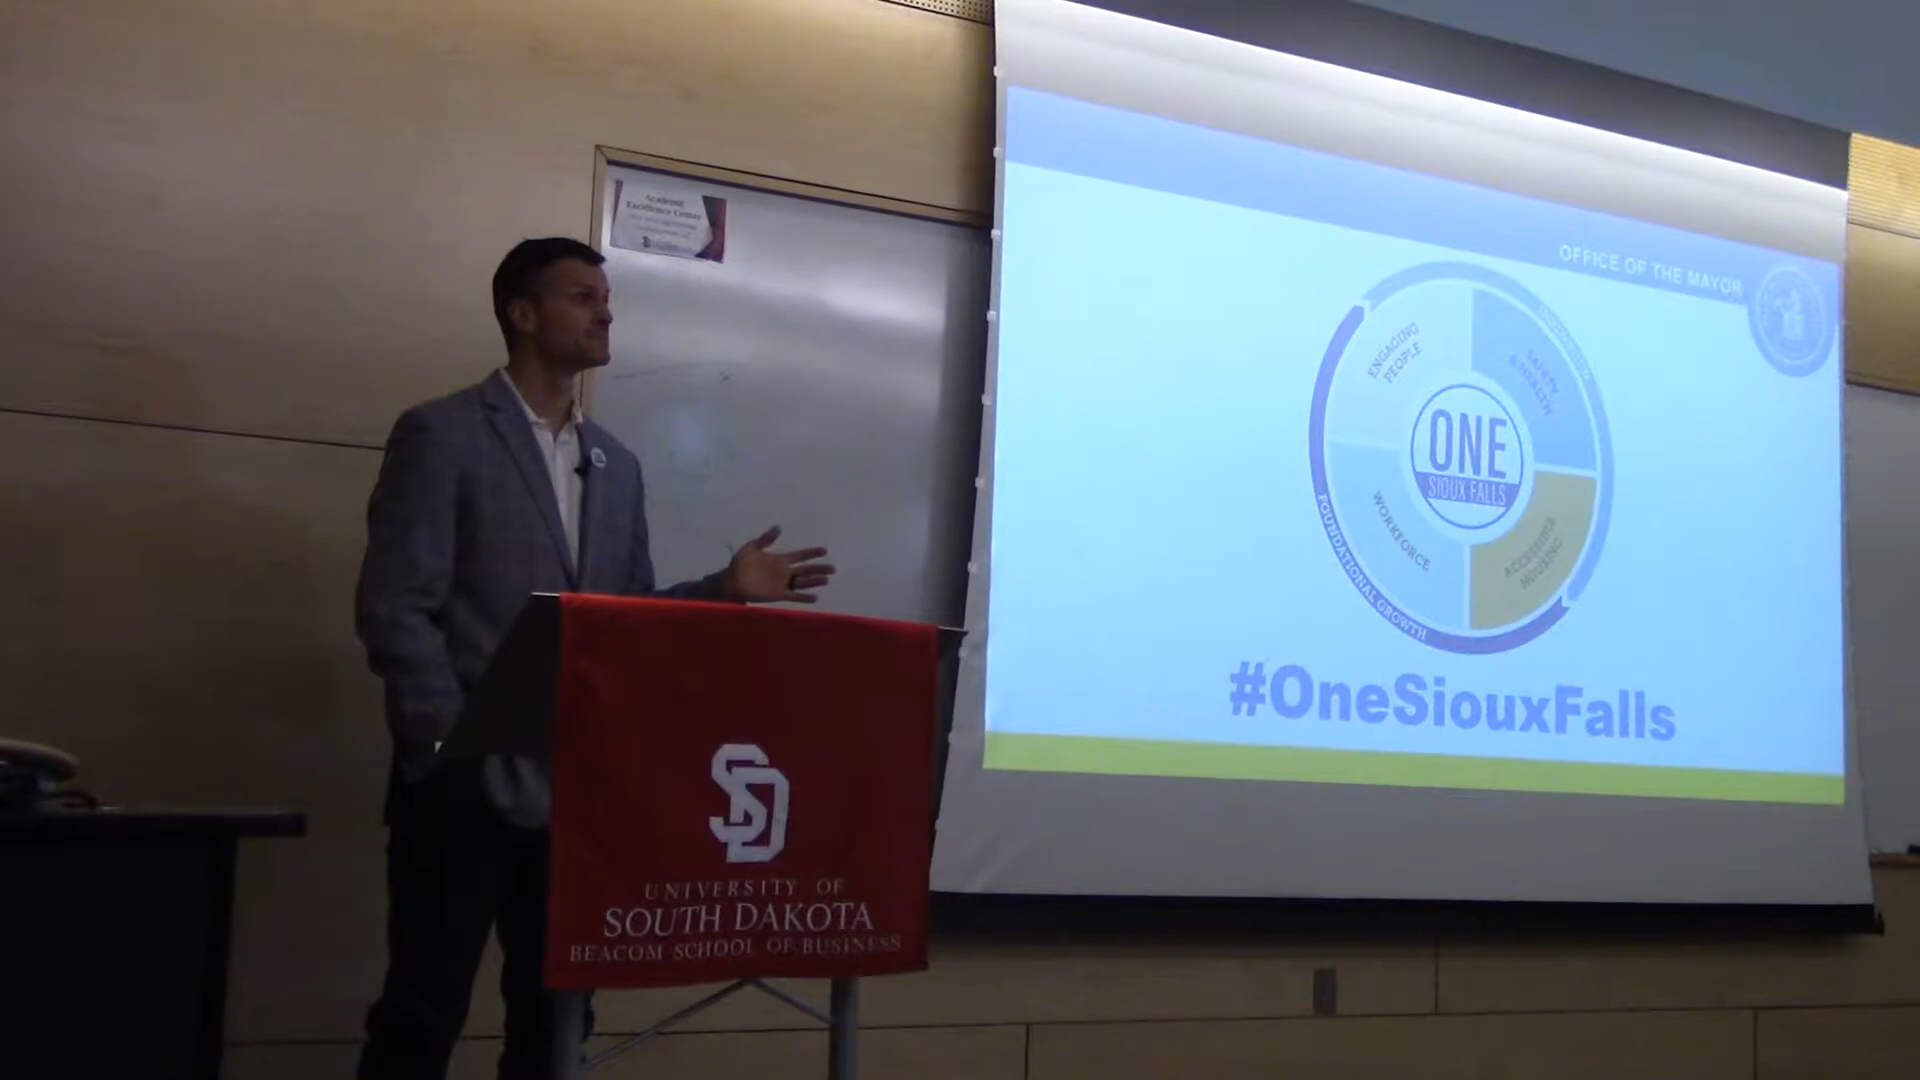 Academic
Excellence Center
OFFICE OF THE MAYOR
ENGAGING
PEOPLE
SAFETY
& HEALTH
ONE
SIOUX FALLS
WORKFORCE
ACCESSIBLE
HOUSING
FOUNDATIONAL GROWTH
#OneSiouxFalls
SD
UNIVERSITY OF
SOUTH DAKOTA
BEACOM SCHOOL OF BUSINESS